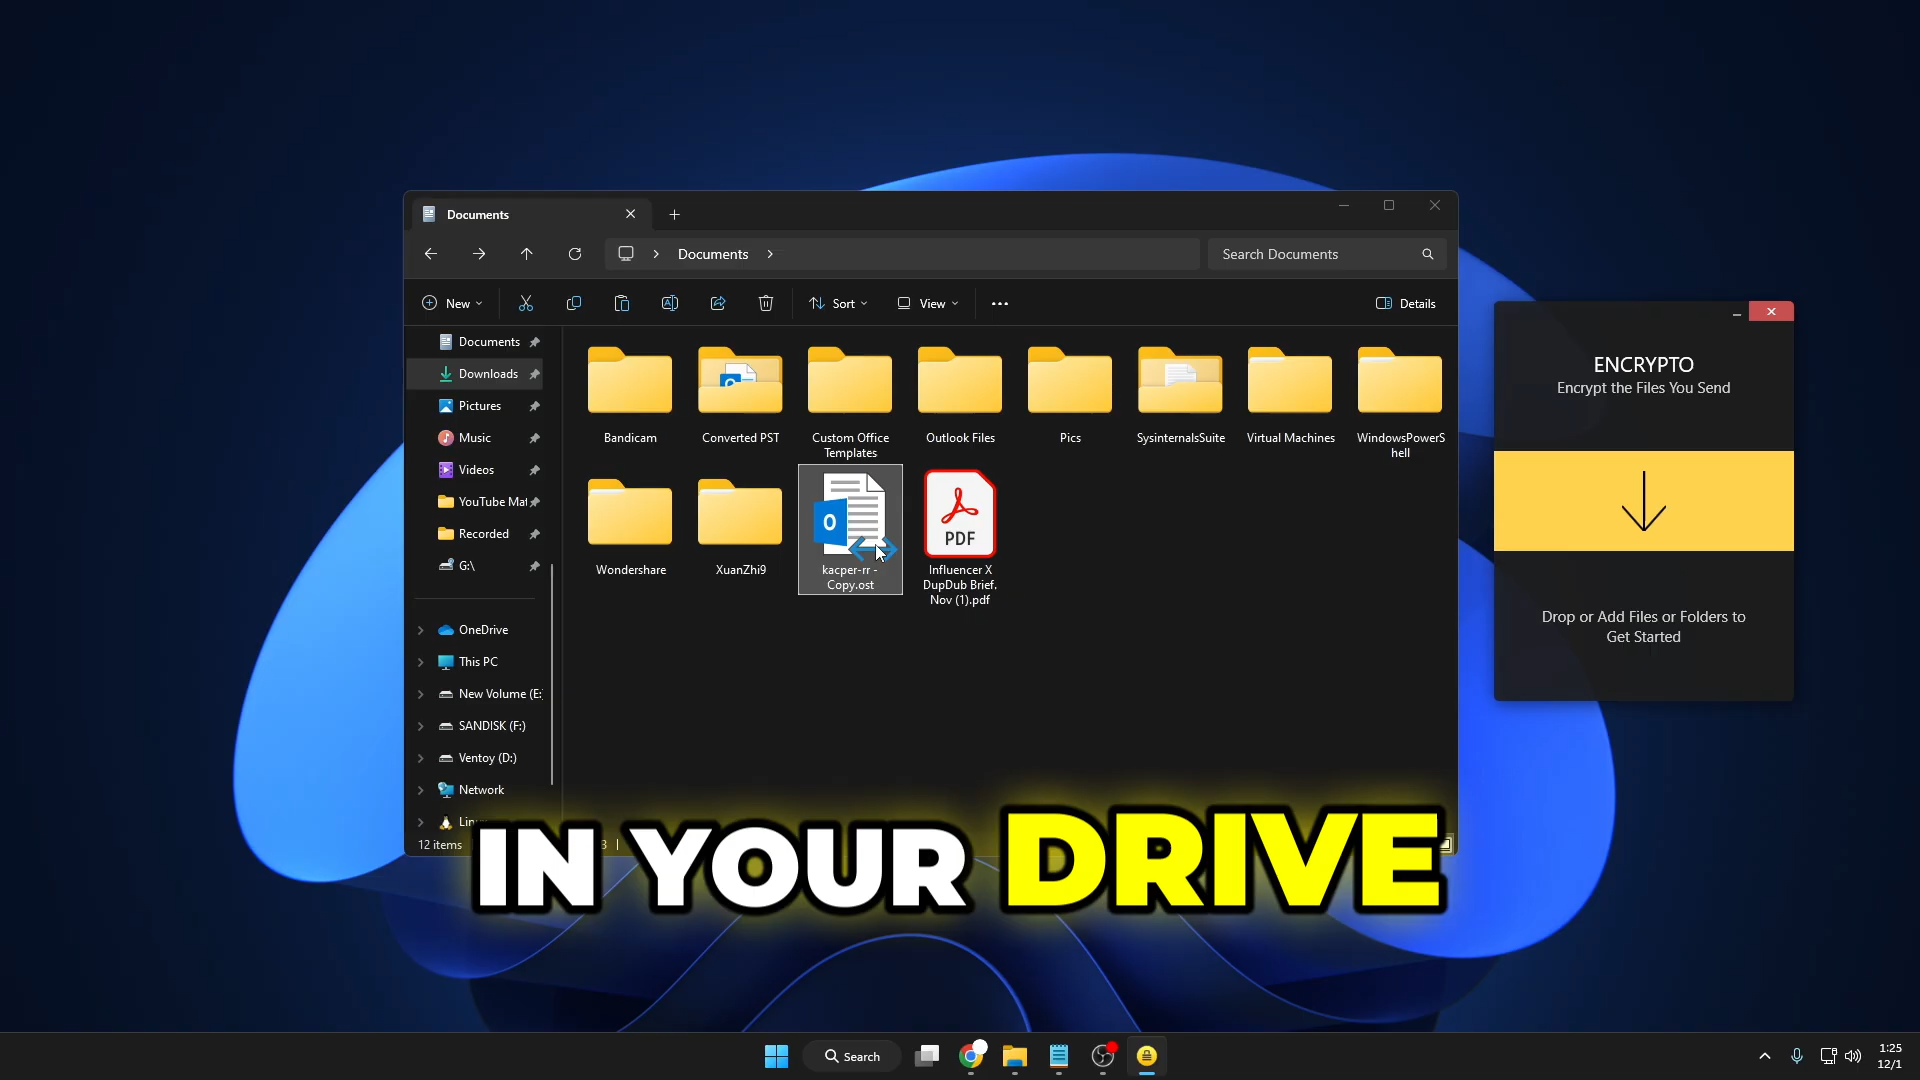 Documents
Documents
Search Documents
New
Sort
View
Details
Documents
Downloads
Pictures
Music
Videos
YouTube Mat
Recorded
G:\
OneDrive
This PC
New Volume (E:
SANDISK (F:)
Ventoy (D:)
Network
12 items
Bandicam
Converted PST
Custom Office
Templates
Outlook Files
Pics
SysinternalsSuite
Virtual Machines
WindowsPowerS
hell
Wondershare
XuanZhi9
O
kacper-rr -
Copy.ost
PDF
Influencer X
DupDub Brief.
Nov (1).pdf
ENCRYPTO
Encrypt the Files You Send
Drop or Add Files or Folders to
Get Started
IN YOUR DRIVE
Search
1:25
12/1